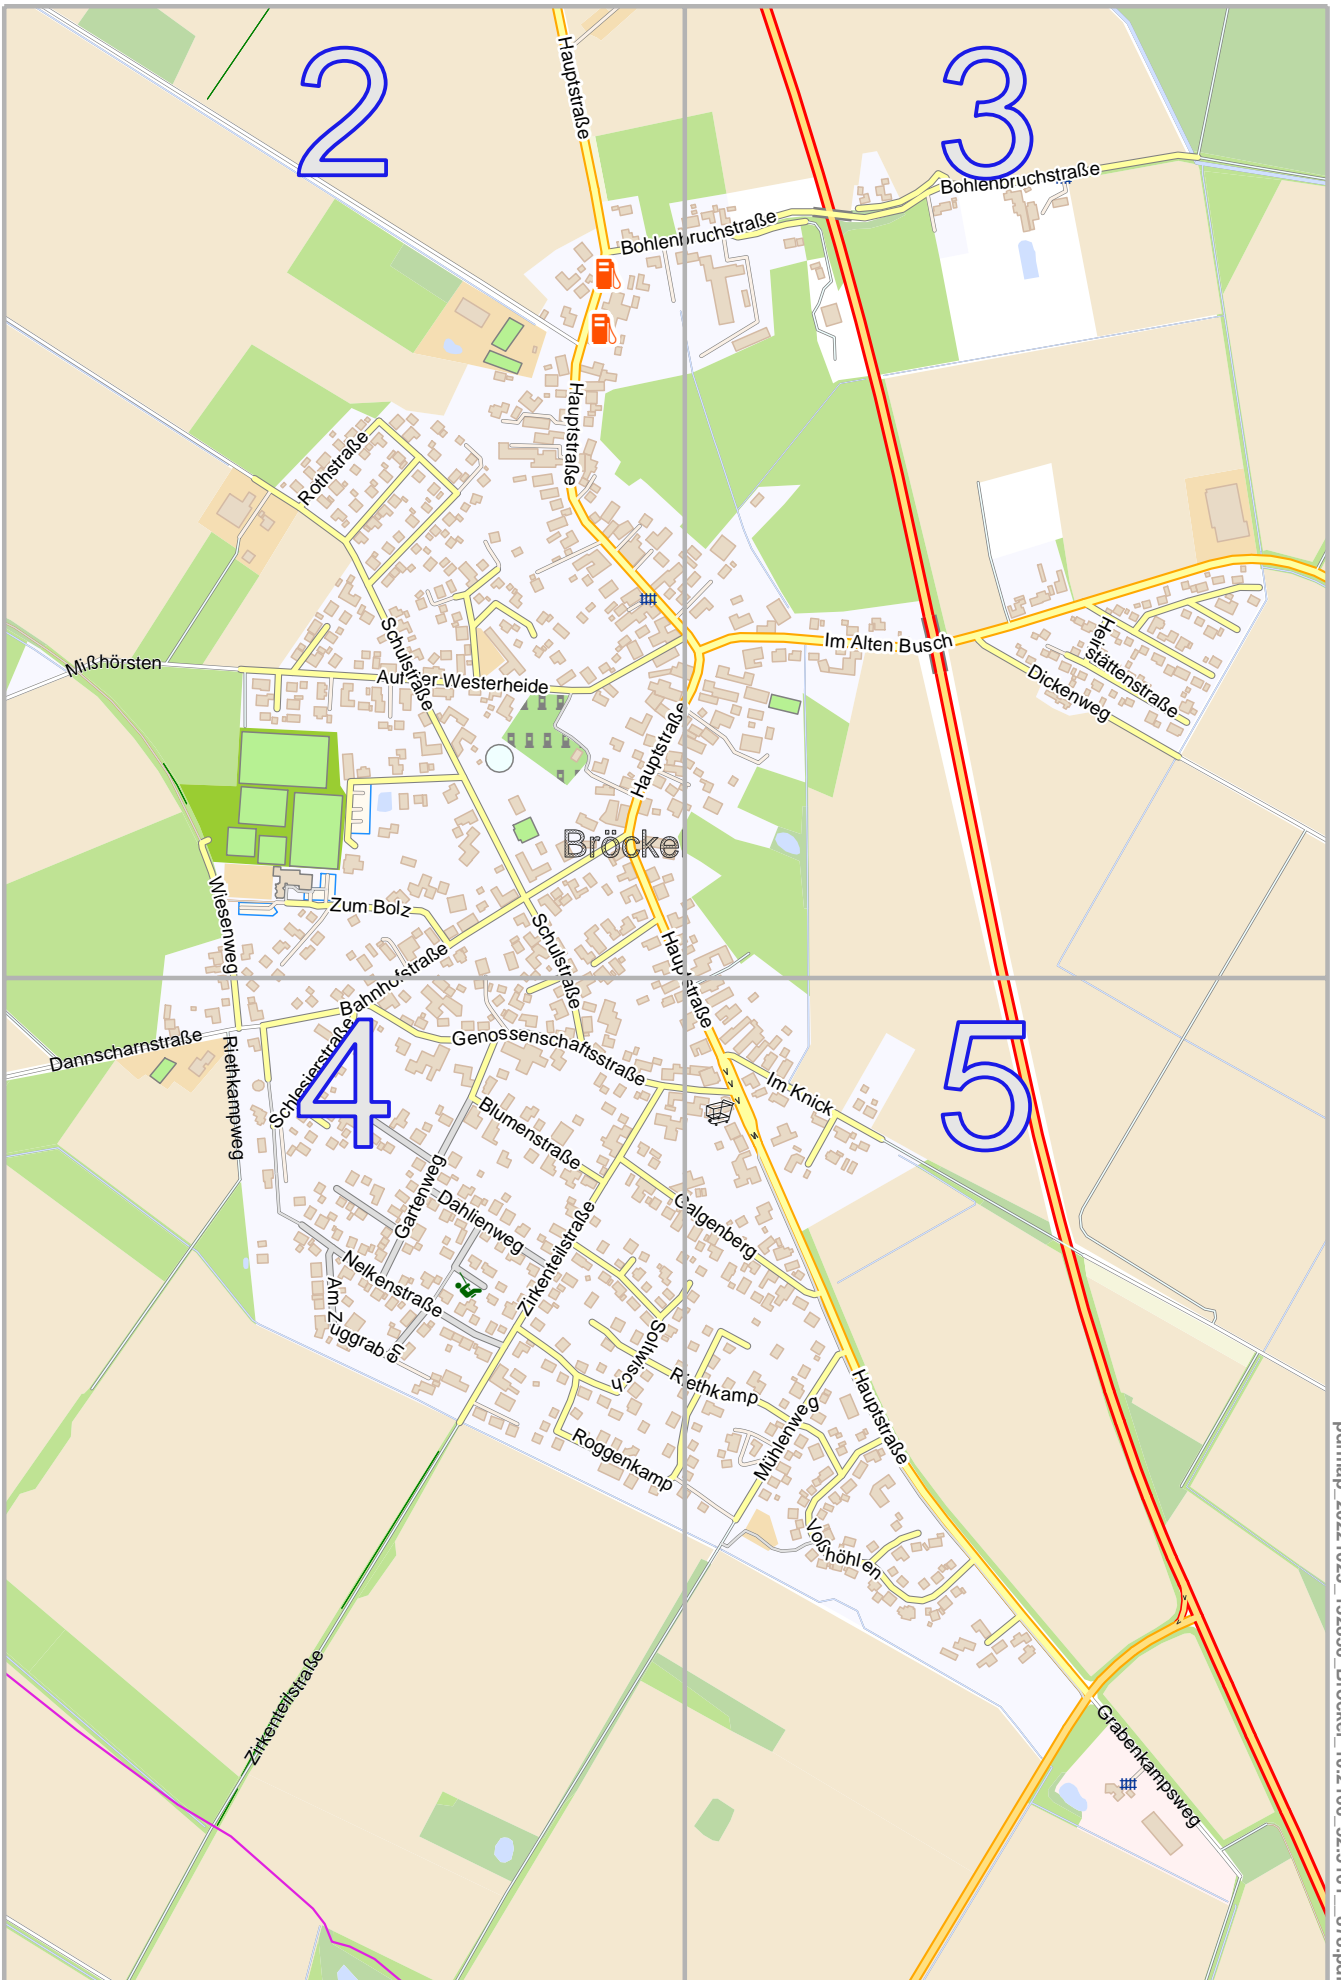 2
3
Hauptstraße
Bohlenbruchstraße
Bohlenbruchstraße
Hauptstraße
Rothstraße
Schulstraße
Mißhörsten
Auf der Westerheide
Im Alten Busch
Heirstättenstraße
Dickenweg
Hauptstraße
Bröckel
Wiesenweg
Zum Bolz
Schulstraße
Hauptstraße
Bahnhofstraße
Dannscharnstraße
Riethkampweg
Schlesierstraße
4
5
Genossenschaftsstraße
Im Knick
Blumenstraße
Gartenweg
Dahlienweg
Galgenberg
Zirkenteilstraße
Nelkenstraße
Am Zuggraben
Soltwisch
Riethkamp
Hauptstraße
Mühlenweg
Roggenkamp
Voßhöhlen
Zirkenteilstraße
Grabenkampsweg